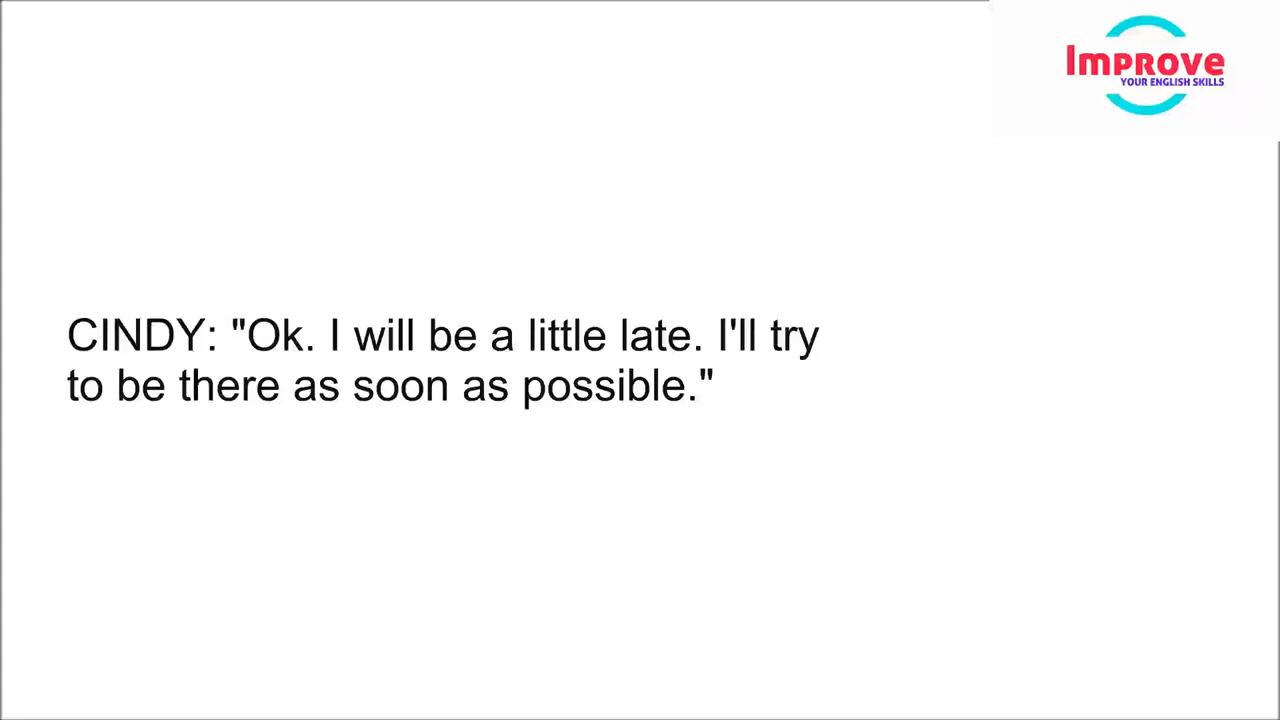 Improve
YOUR ENGLISH SKILLS
CINDY: "Ok. I will be a little late. I'll try
to be there as soon as possible."